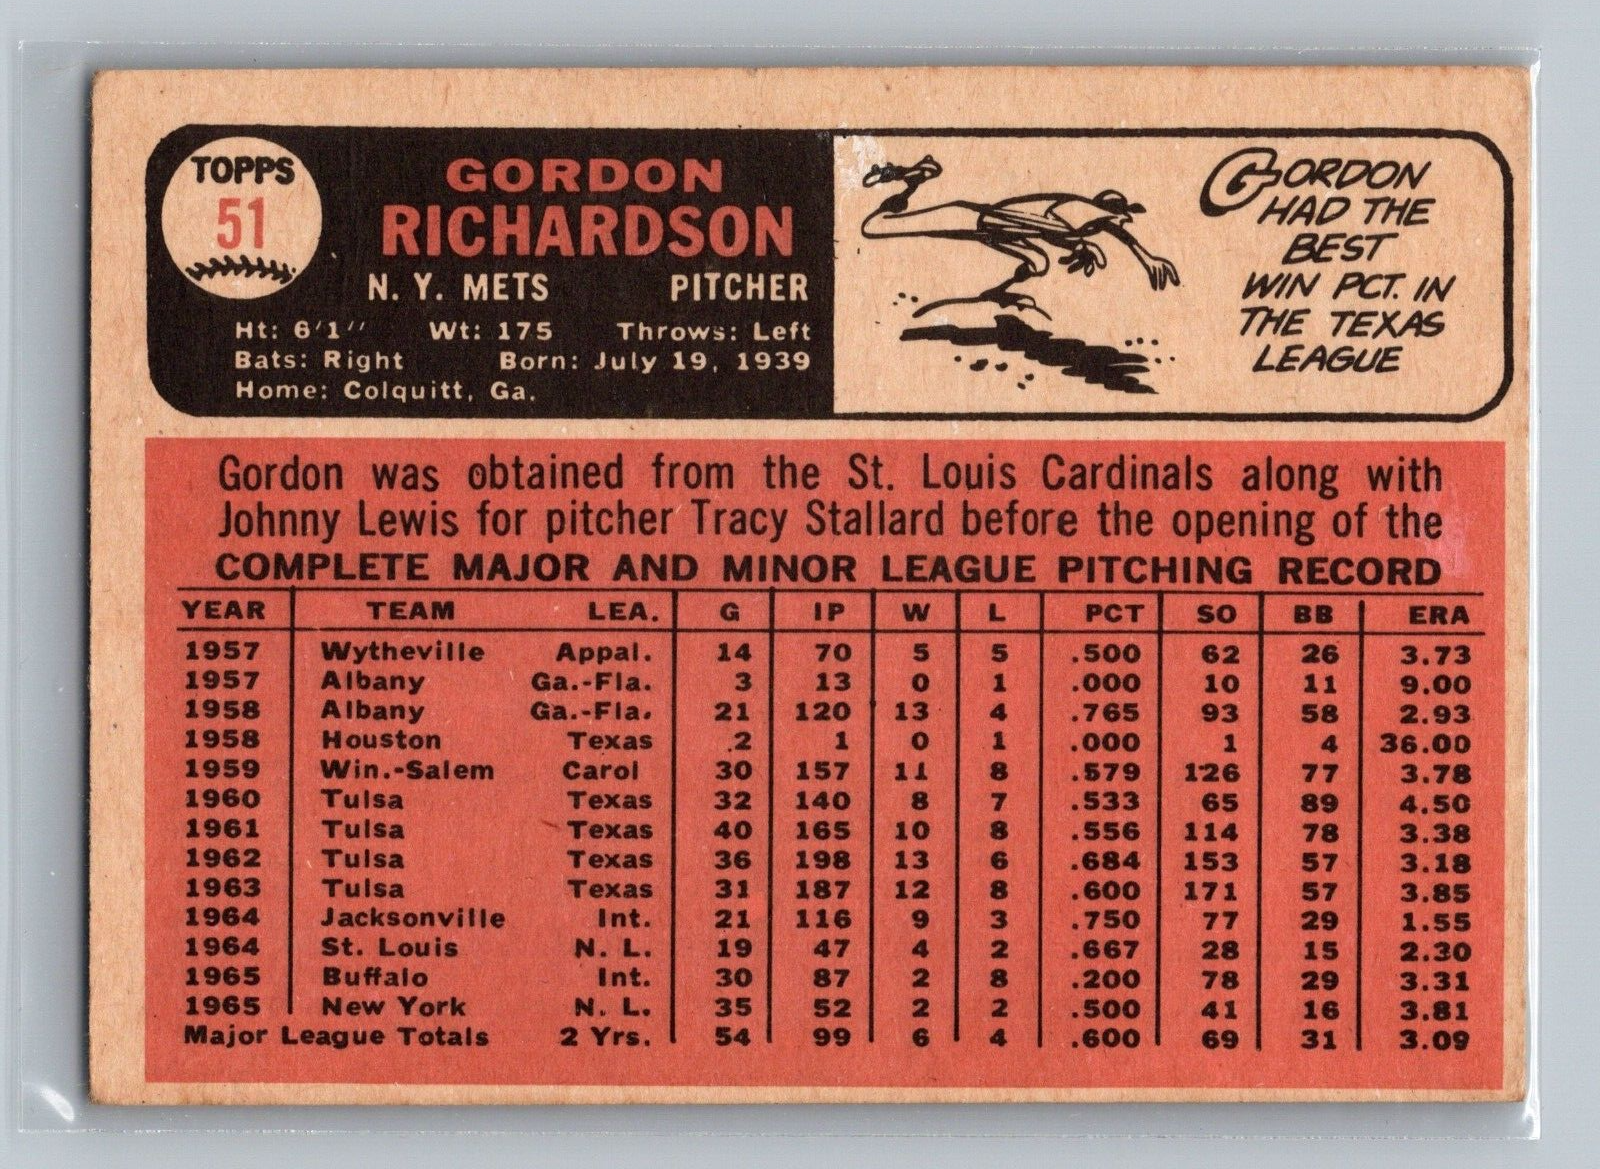 TOPPS
51
GORDON
RICHARDSON
N. Y. METS PITCHER
Ht: 6'1" Wt: 175 Throws: Left
Bats: Right Born: July 19, 1939
Home: Colquitt, Ga.
GORDON
HAD THE
BEST
WIN PCT. IN
THE TEXAS
LEAGUE
Gordon was obtained from the St. Louis Cardinals along with
Johnny Lewis for pitcher Tracy Stallard before the opening of the
COMPLETE MAJOR AND MINOR LEAGUE PITCHING RECORD
YEAR TEAM LEA. G IP W L PCT SO BB ERA
1957 Wytheville Appal. 14 70 5 5 .500 62 26 3.73
1957 Albany Ga.-Fla. 3 13 0 1 .000 10 11 9.00
1958 Albany Ga.-Fla. 21 120 13 4 .765 93 58 2.93
1958 Houston Texas 2 1 0 1 .000 1 4 36.00
1959 Win.-Salem Carol 30 157 11 8 .579 126 77 3.78
1960 Tulsa Texas 32 140 8 7 .533 65 89 4.50
1961 Tulsa Texas 40 165 10 8 .556 114 78 3.38
1962 Tulsa Texas 36 198 13 6 .684 153 57 3.18
1963 Tulsa Texas 31 187 12 8 .600 171 57 3.85
1964 Jacksonville Int. 21 116 9 3 .750 77 29 1.55
1964 St. Louis N. L. 19 47 4 2 .667 28 15 2.30
1965 Buffalo Int. 30 87 2 8 .200 78 29 3.31
1965 New York N. L. 35 52 2 2 .500 41 16 3.81
Major League Totals 2 Yrs. 54 99 6 4 .600 69 31 3.09